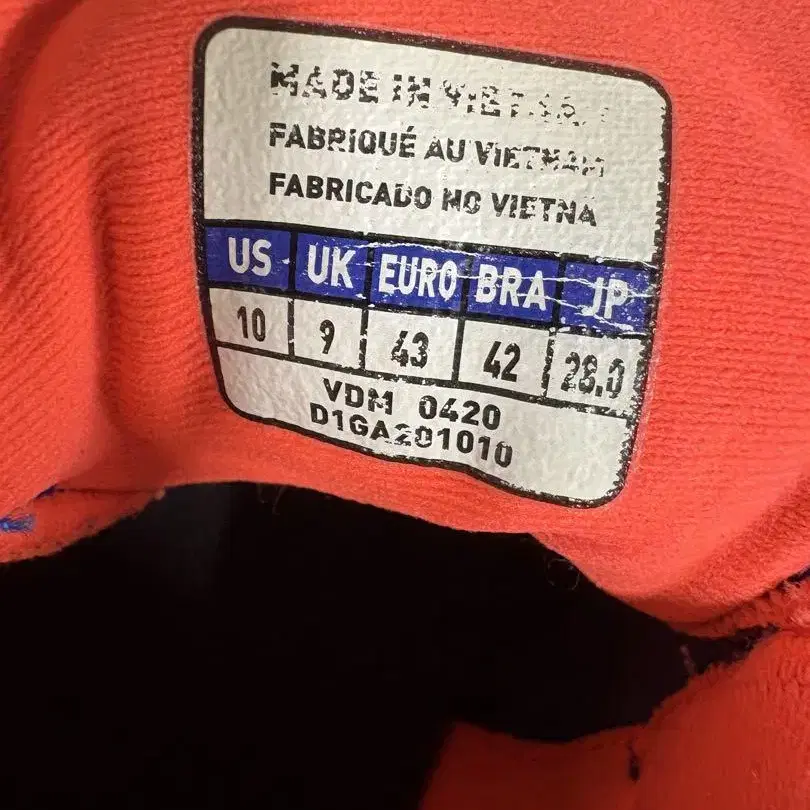 MADE IN VIETNAM
FABRIQUÉ AU VIETNAM
FABRICADO NO VIETNA
US UK EURO BRA JP
10 9 43 42 28.0
VDM 0420
D1GA201010